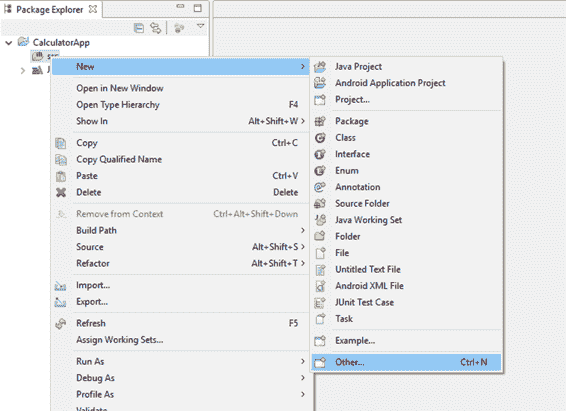 Package Explorer
CalculatorApp
src
New
Open in New Window
Open Type Hierarchy F4
Show In Alt+Shift+W
Copy Ctrl+C
Copy Qualified Name
Paste Ctrl+V
Delete Delete
Remove from Context Ctrl+Alt+Shift+Down
Build Path
Source Alt+Shift+S
Refactor Alt+Shift+T
Import...
Export...
Refresh F5
Assign Working Sets...
Run As
Debug As
Profile As
Validate
Java Project
Android Application Project
Project...
Package
Class
Interface
Enum
Annotation
Source Folder
Java Working Set
Folder
File
Untitled Text File
Android XML File
JUnit Test Case
Task
Example...
Other... Ctrl+N